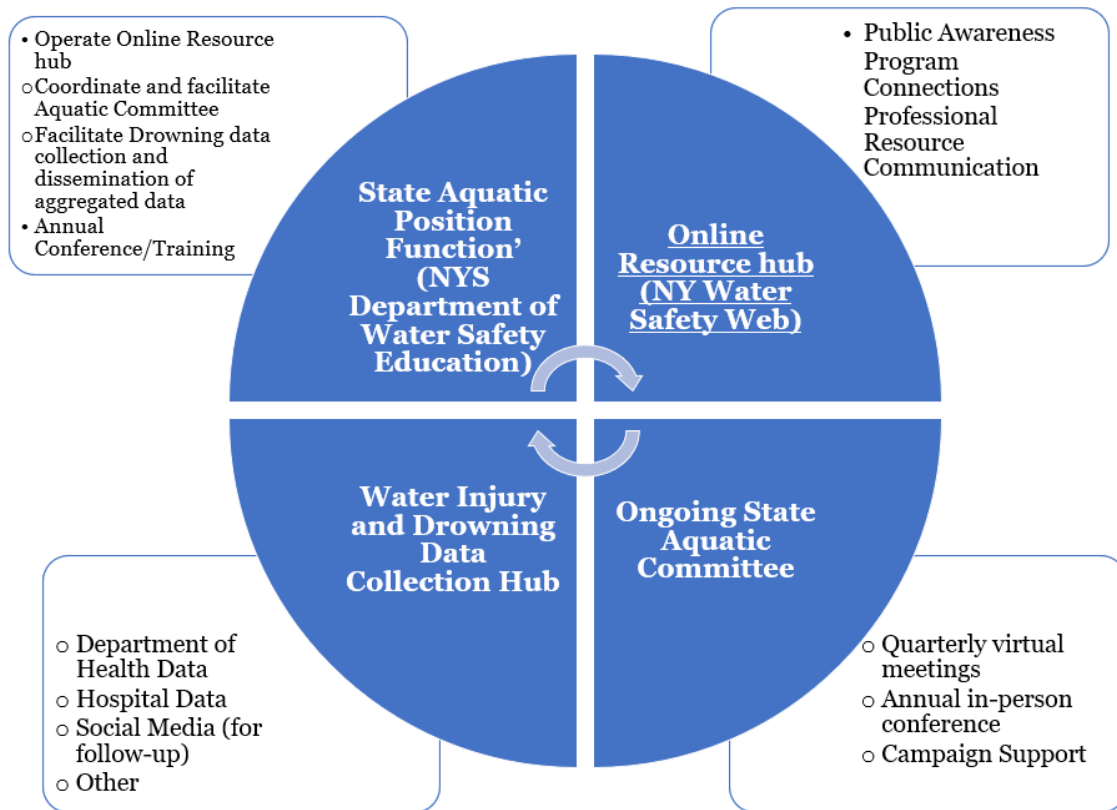 • Operate Online Resource
hub
○ Coordinate and facilitate
Aquatic Committee
○ Facilitate Drowning data
collection and
dissemination of
aggregated data
• Annual
Conference/Training
• Public Awareness
Program
Connections
Professional
Resource
Communication
State Aquatic
Position
Function’
(NYS
Department of
Water Safety
Education)
Online
Resource hub
(NY Water
Safety Web)
Water Injury
and Drowning
Data
Collection Hub
Ongoing State
Aquatic
Committee
○ Department of
Health Data
○ Hospital Data
○ Social Media (for
follow-up)
○ Other
○ Quarterly virtual
meetings
○ Annual in-person
conference
○ Campaign Support